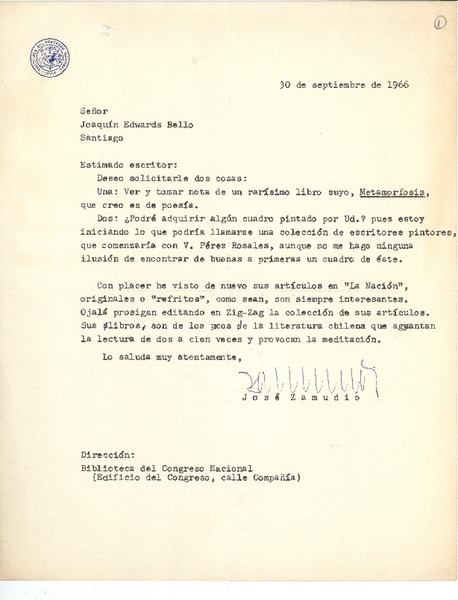 1
30 de septiembre de 1966
Señor
Joaquín Edwards Bello
Santiago
Estimado escritor:
Deseo solicitarle dos cosas:
Una: Ver y tomar nota de un rarísimo libro suyo, Metamorfosis,
que creo es de poesía.
Dos: ¿Podré adquirir algún cuadro pintado por Ud.? pues estoy
iniciando lo que podría llamarse una colección de escritores pintores,
que comenzaría con V. Pérez Rosales, aunque no me hago ninguna
ilusión de encontrar de buenas a primeras un cuadro de éste.
Con placer he visto de nuevo sus artículos en "La Nación",
originales o "refritos", como sean, son siempre interesantes.
Ojalá prosigan editando en Zig-Zag la colección de sus artículos.
Sus libros, son de los pocos de la literatura chilena que aguantan
la lectura de dos a cien veces y provocan la meditación.
Lo saluda muy atentamente,
José Zamudio
Dirección:
Biblioteca del Congreso Nacional
(Edificio del Congreso, calle Compañía)